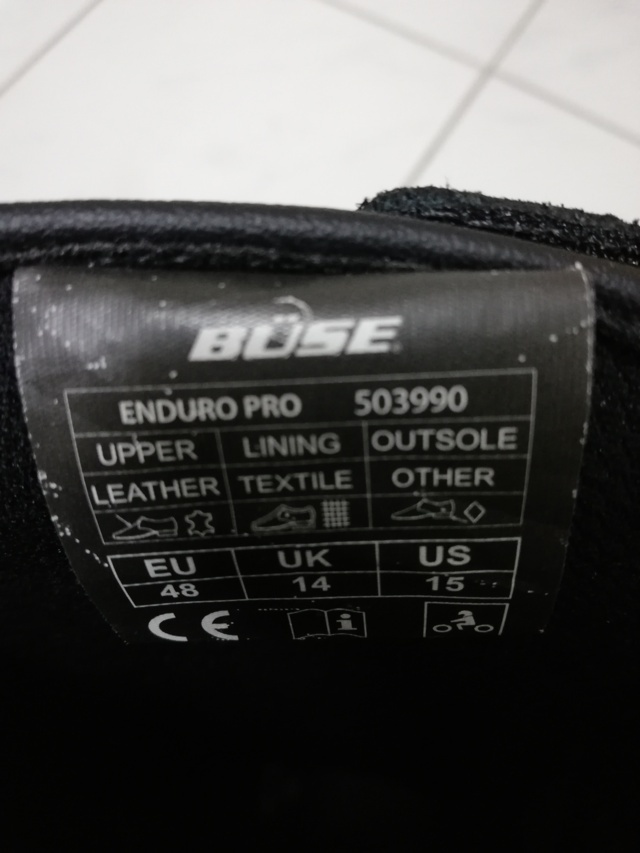 BÜSE
ENDURO PRO 503990
UPPER LINING OUTSOLE
LEATHER TEXTILE OTHER
EU UK US
48 14 15
CE
i